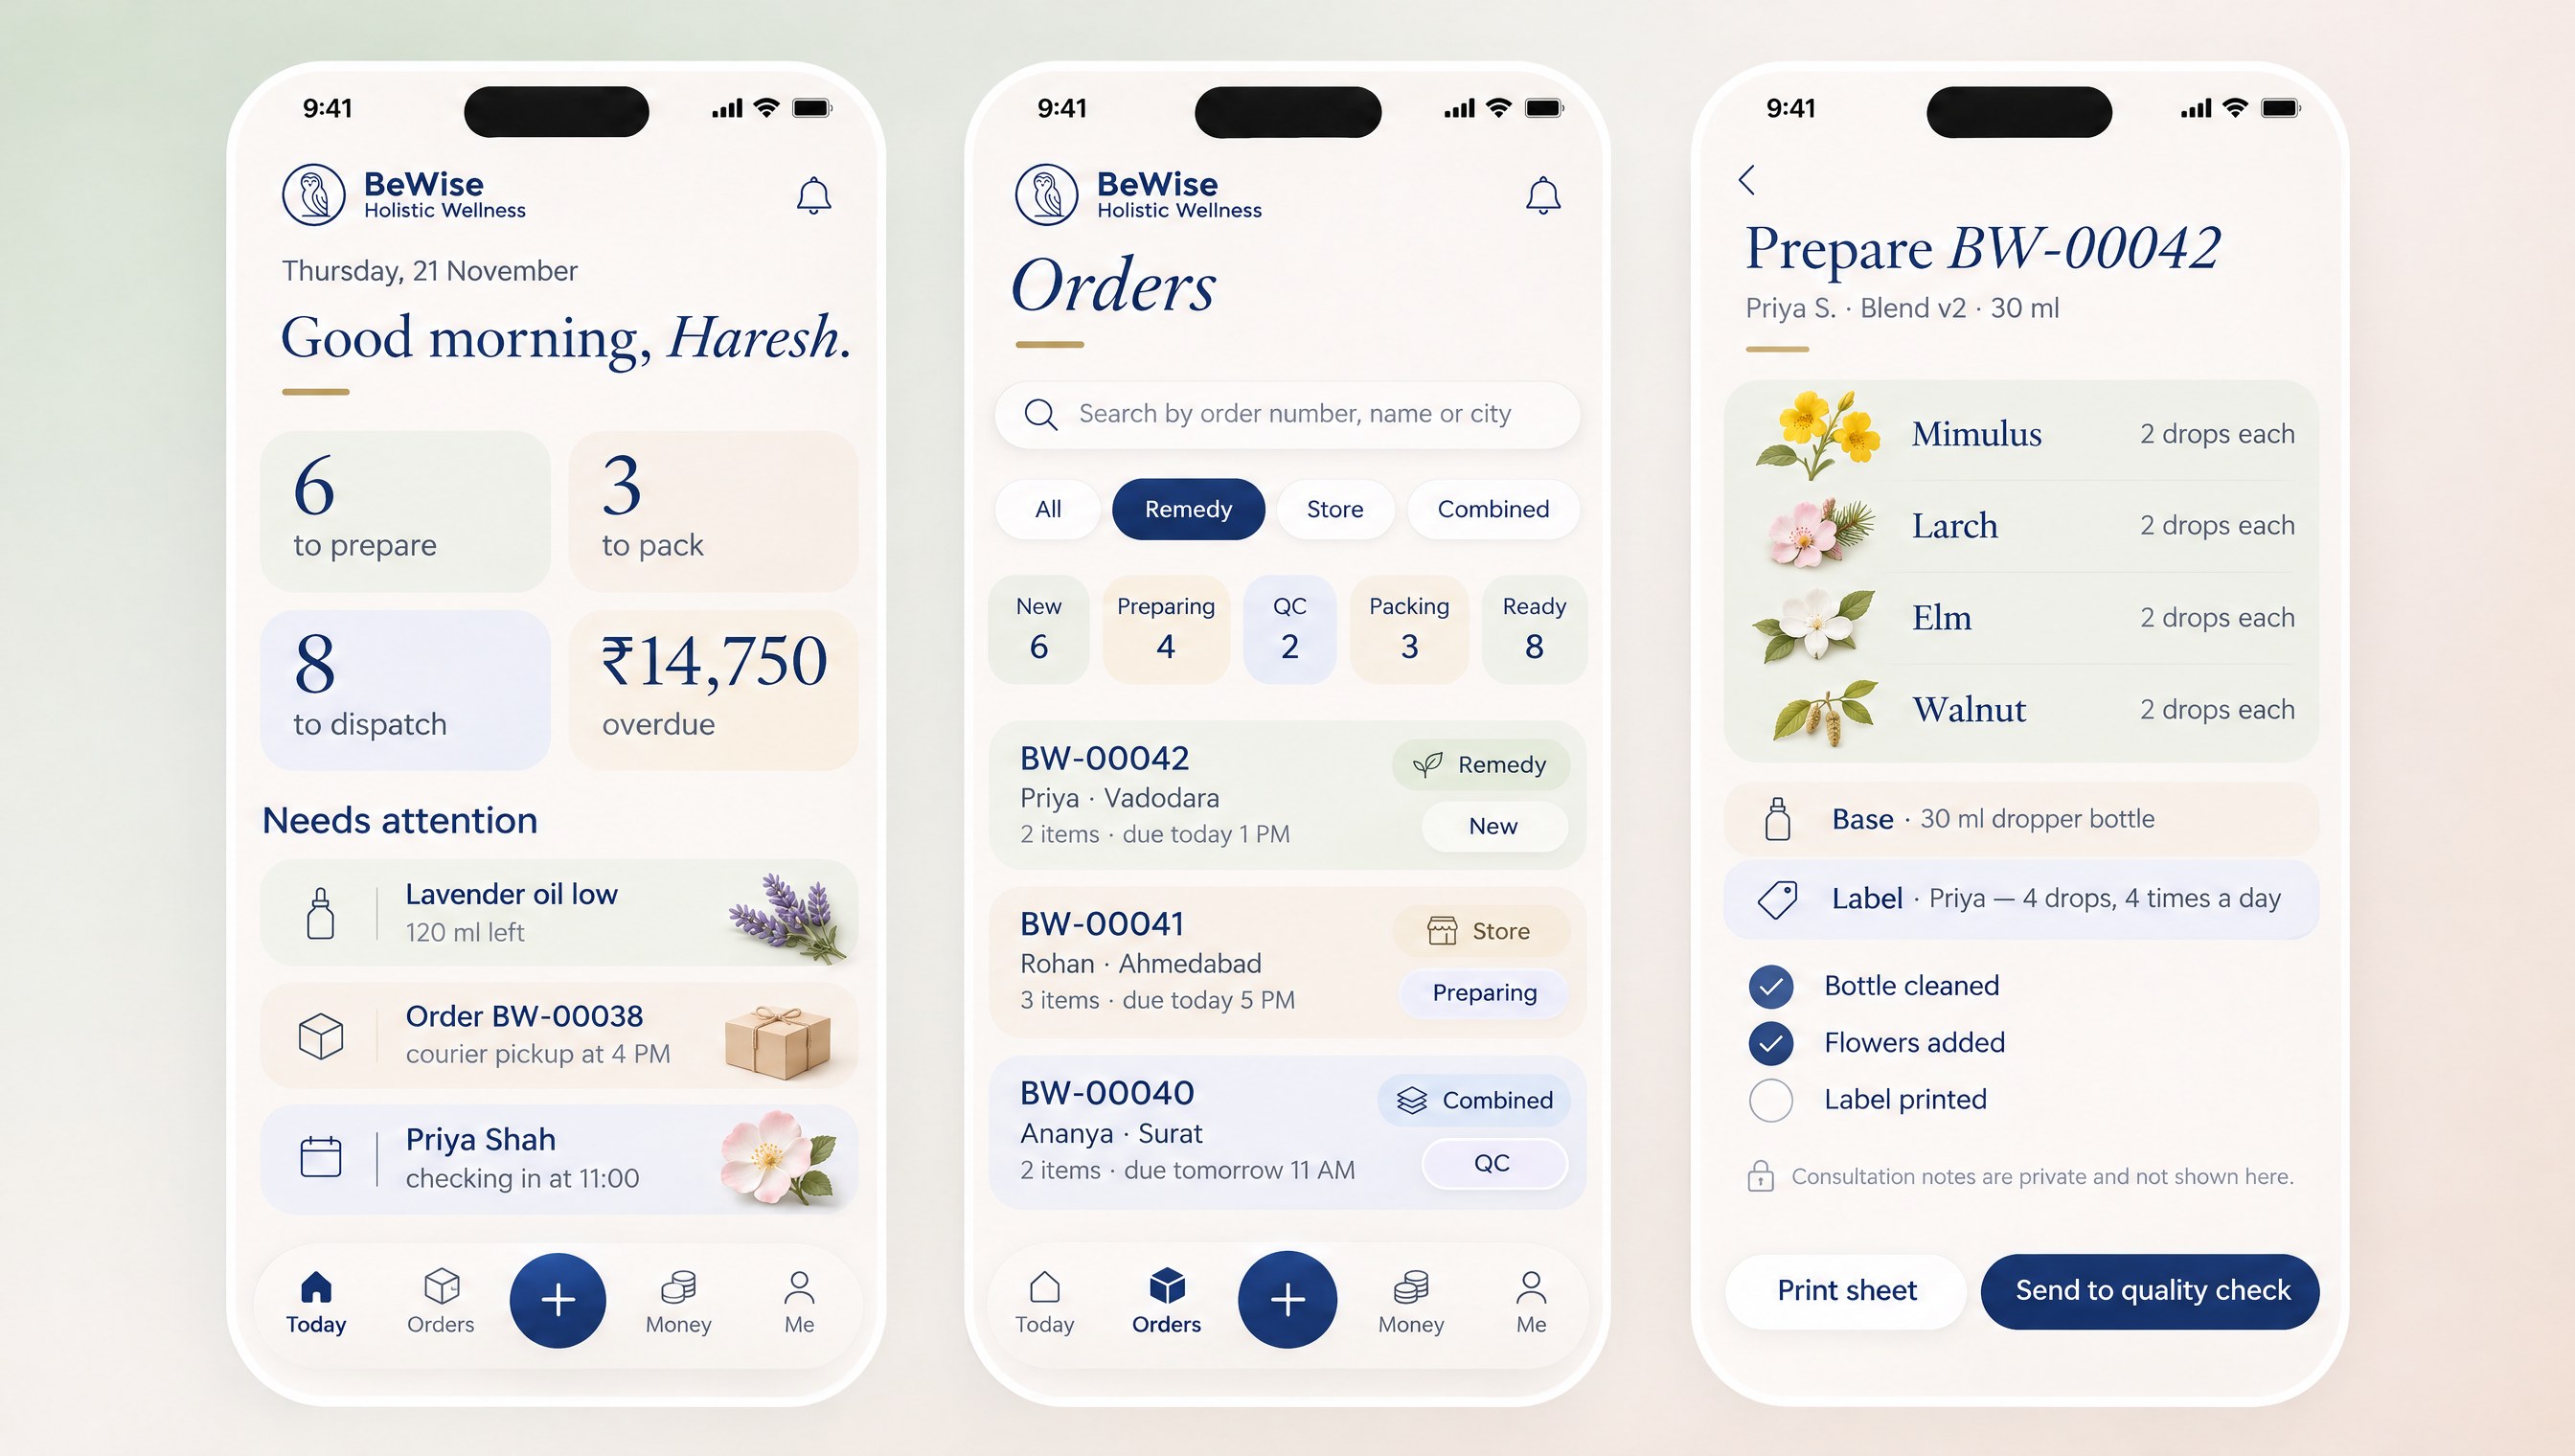 9:41
BeWise
Holistic Wellness
Thursday, 21 November
Good morning, Haresh.
6
to prepare
3
to pack
8
to dispatch
₹14,750
overdue
Needs attention
Lavender oil low
120 ml left
Order BW-00038
courier pickup at 4 PM
Priya Shah
checking in at 11:00
Today
Orders
Money
Me
9:41
BeWise
Holistic Wellness
Orders
Search by order number, name or city
All
Remedy
Store
Combined
New
6
Preparing
4
QC
2
Packing
3
Ready
8
BW-00042
Priya · Vadodara
2 items · due today 1 PM
Remedy
New
BW-00041
Rohan · Ahmedabad
3 items · due today 5 PM
Store
Preparing
BW-00040
Ananya · Surat
2 items · due tomorrow 11 AM
Combined
QC
Today
Orders
Money
Me
9:41
Prepare BW-00042
Priya S. · Blend v2 · 30 ml
Mimulus 2 drops each
Larch 2 drops each
Elm 2 drops each
Walnut 2 drops each
Base · 30 ml dropper bottle
Label · Priya — 4 drops, 4 times a day
Bottle cleaned
Flowers added
Label printed
Consultation notes are private and not shown here.
Print sheet
Send to quality check